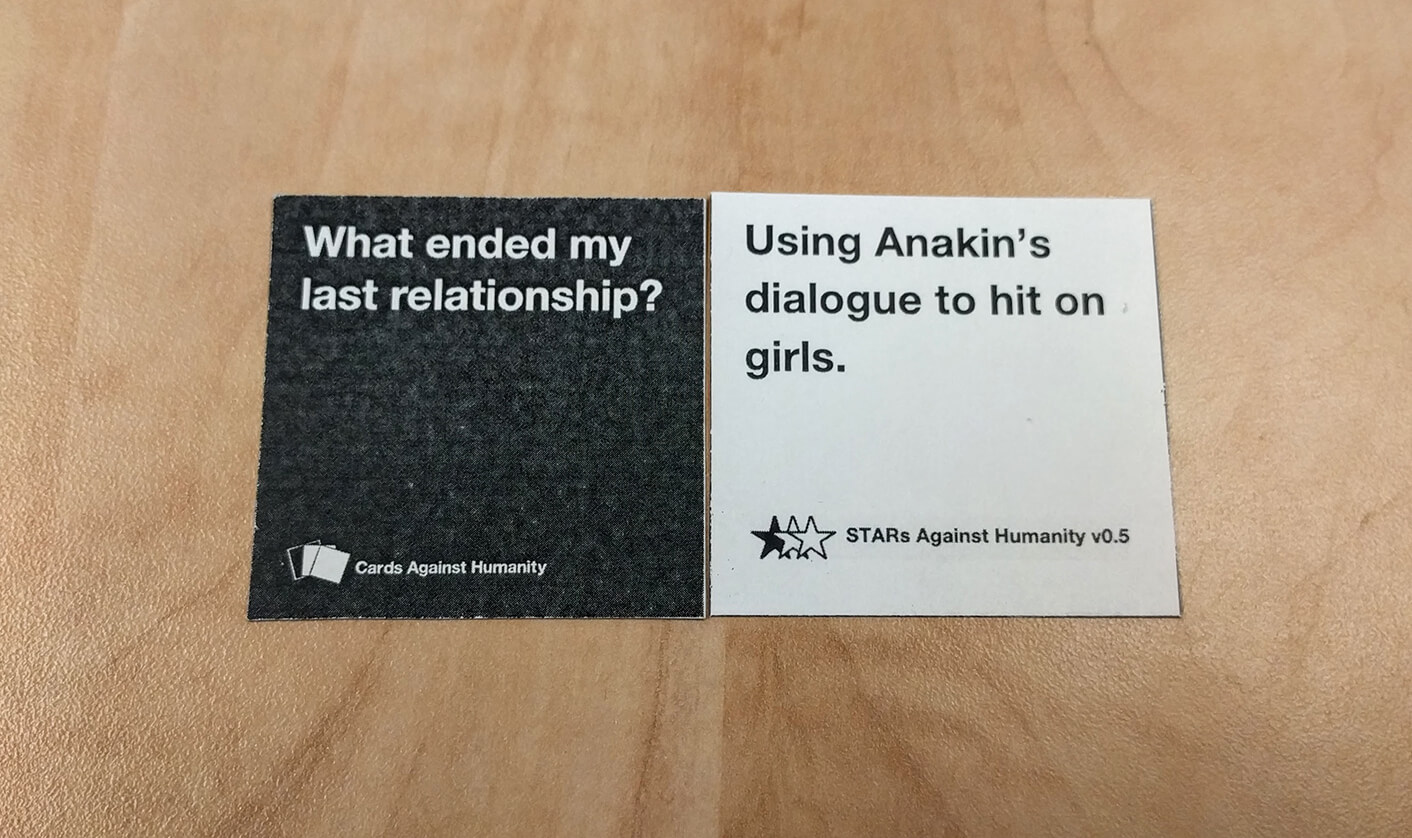 What ended my
last relationship?
Cards Against Humanity
Using Anakin's
dialogue to hit on
girls.
STARs Against Humanity v0.5